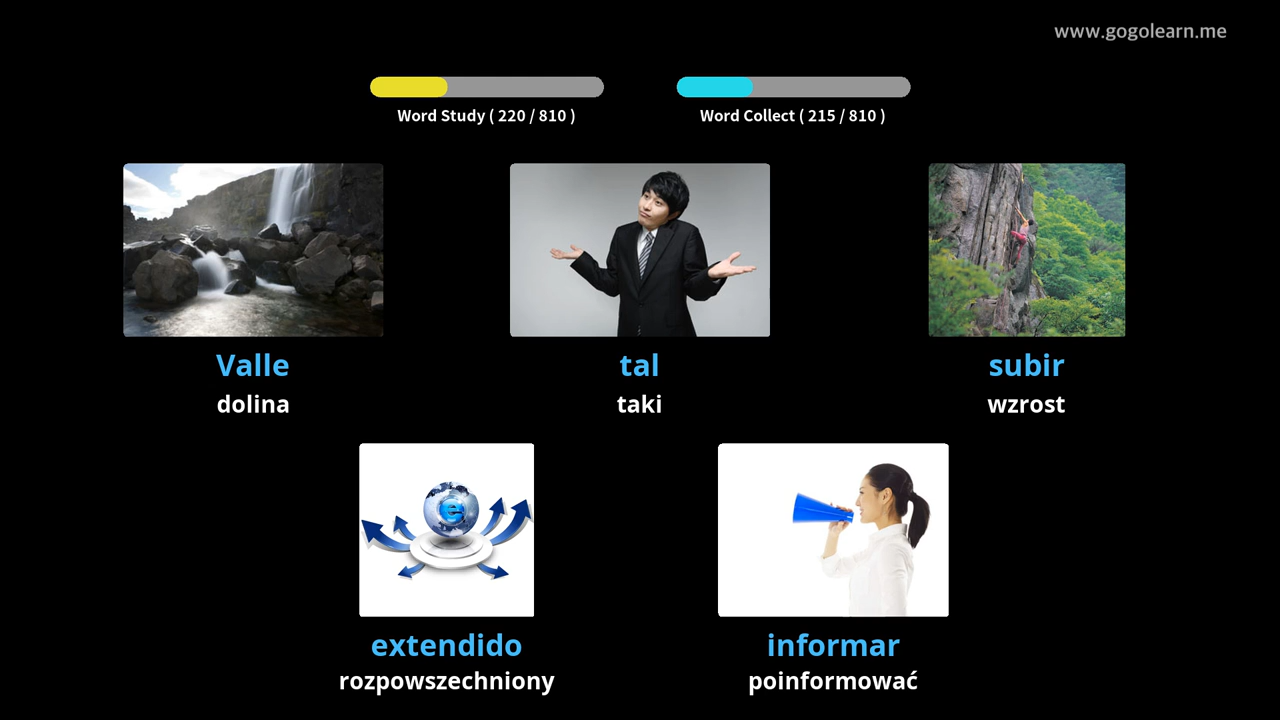 www.gogolearn.me
Word Study ( 220 / 810 )
Word Collect ( 215 / 810 )
Valle
dolina
tal
taki
subir
wzrost
e
extendido
rozpowszechniony
informar
poinformować